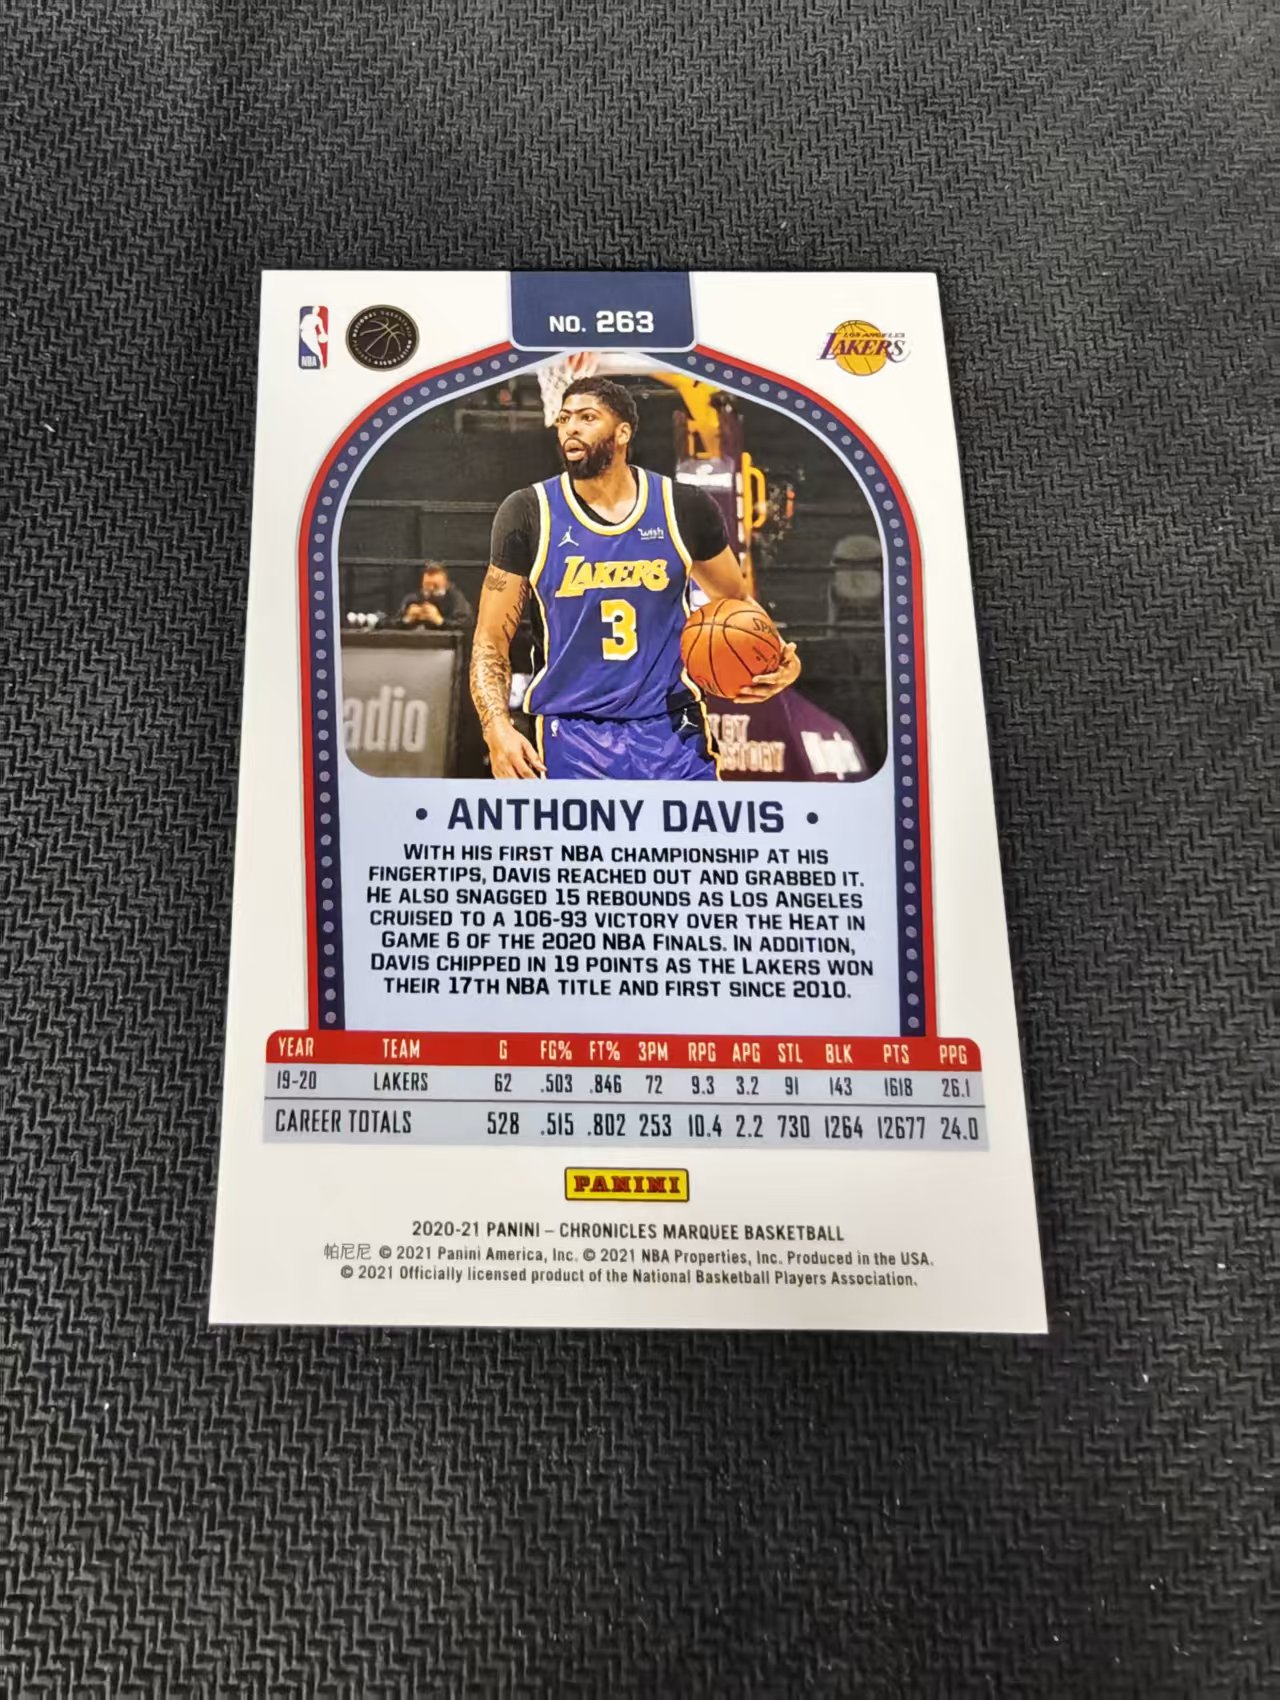 NO. 263
NBA
LOS ANGELES
LAKERS
wish
LAKERS
3
adio
ANTHONY DAVIS
WITH HIS FIRST NBA CHAMPIONSHIP AT HIS
FINGERTIPS, DAVIS REACHED OUT AND GRABBED IT.
HE ALSO SNAGGED 15 REBOUNDS AS LOS ANGELES
CRUISED TO A 106-93 VICTORY OVER THE HEAT IN
GAME 6 OF THE 2020 NBA FINALS. IN ADDITION,
DAVIS CHIPPED IN 19 POINTS AS THE LAKERS WON
THEIR 17TH NBA TITLE AND FIRST SINCE 2010.
YEAR TEAM G FG% FT% 3PM RPG APG STL BLK PTS PPG
19-20 LAKERS 62 .503 .846 72 9.3 3.2 91 143 1618 26.1
CAREER TOTALS 528 .515 .802 253 10.4 2.2 730 1264 12677 24.0
PANINI
2020-21 PANINI – CHRONICLES MARQUEE BASKETBALL
帕尼尼 © 2021 Panini America, Inc. © 2021 NBA Properties, Inc. Produced in the USA.
© 2021 Officially licensed product of the National Basketball Players Association.